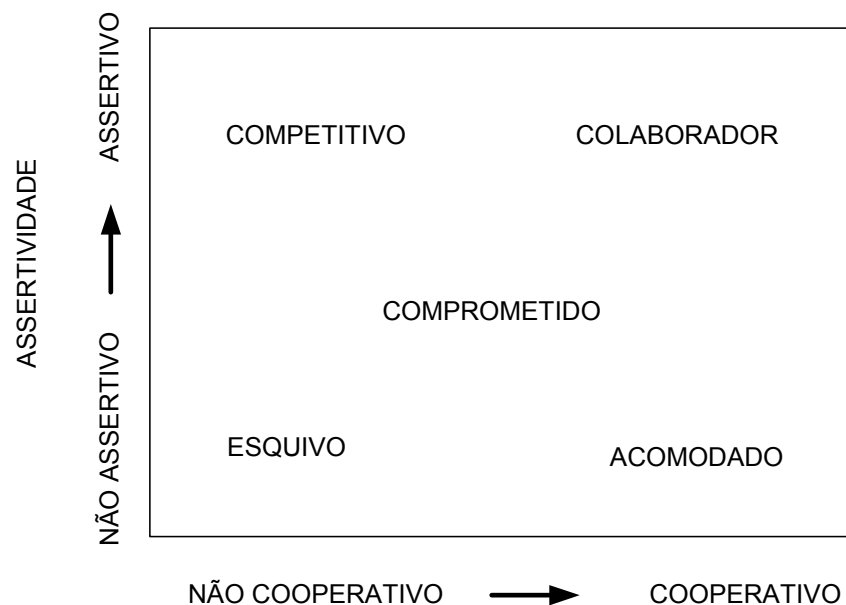 ASSERTIVIDADE
ASSERTIVO
NÃO ASSERTIVO
COMPETITIVO
COLABORADOR
COMPROMETIDO
ESQUIVO
ACOMODADO
NÃO COOPERATIVO
COOPERATIVO